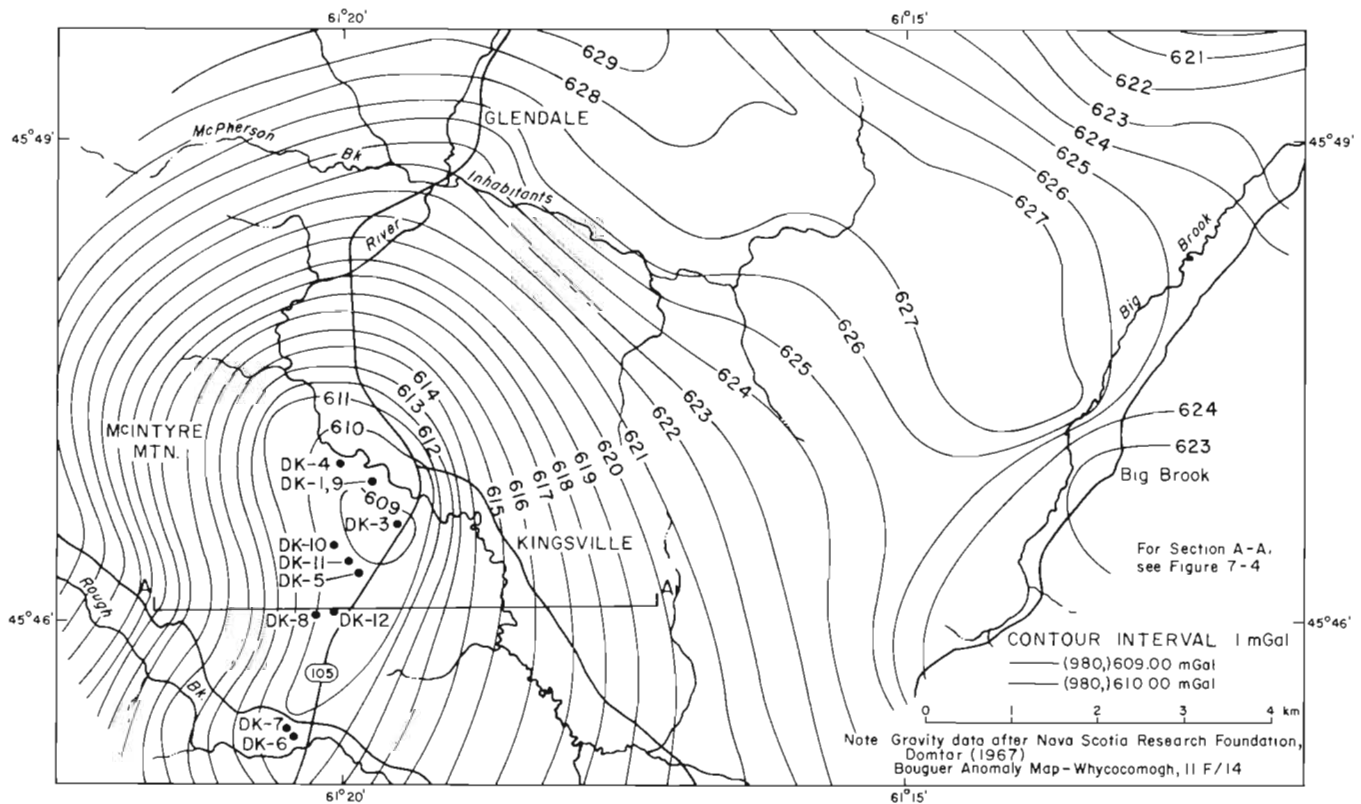 61°20'
61°15'
629
628
621
622
623
624
625
626
627
GLENDALE
45°49'
45°49'
McPherson
Bk
Inhabitants
River
Big
Brook
627
626
625
624
623
622
621
620
619
618
617
616
615
614
613
612
611
610
609
McINTYRE
MTN.
DK-4
DK-1,9
DK-3
DK-10
DK-11
DK-5
DK-8
DK-12
KINGSVILLE
624
623
Big Brook
For Section A-A,
see Figure 7-4
A
A
Rough
Bk
45°46'
45°46'
105
DK-7
DK-6
CONTOUR INTERVAL 1 mGal
(980,)609.00 mGal
(980,)610 00 mGal
0 1 2 3 4 km
Note Gravity data after Nava Scotia Research Foundation,
Domtar (1967)
Bouguer Anomaly Map-Whycocomogh, 11 F/14
61°20'
61°15'